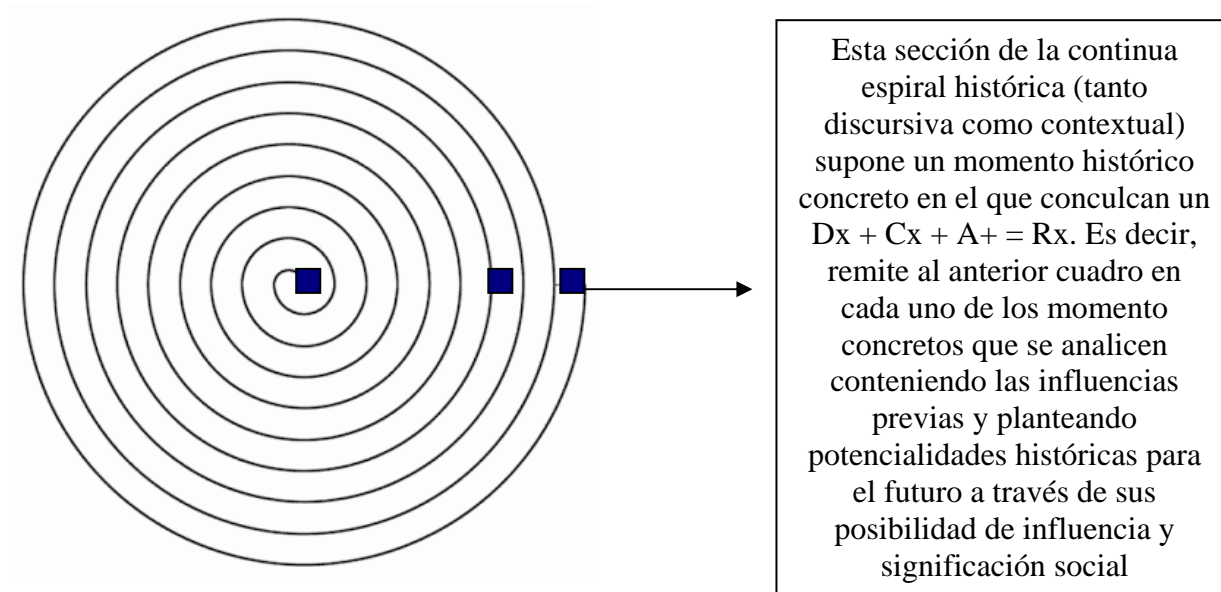 Esta sección de la continua
espiral histórica (tanto
discursiva como contextual)
supone un momento histórico
concreto en el que conculcan un
Dx + Cx + A+ = Rx. Es decir,
remite al anterior cuadro en
cada uno de los momento
concretos que se analicen
conteniendo las influencias
previas y planteando
potencialidades históricas para
el futuro a través de sus
posibilidad de influencia y
significación social